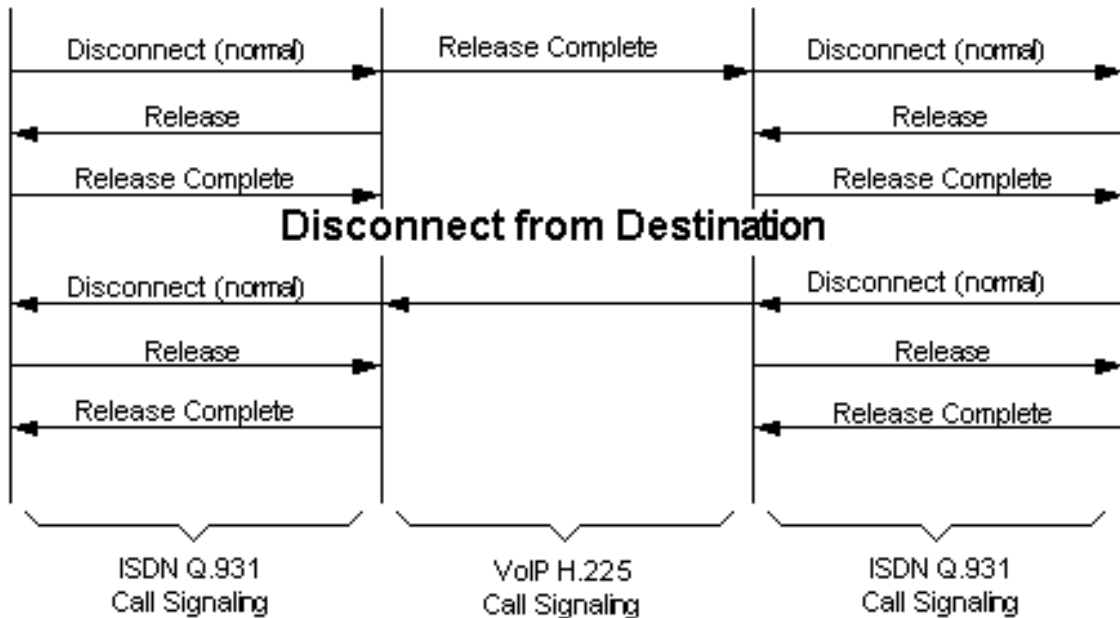 Disconnect (normal)
Release Complete
Disconnect (normal)
Release
Release
Release Complete
Release Complete
Disconnect from Destination
Disconnect (normal)
Disconnect (normal)
Release
Release
Release Complete
Release Complete
ISDN Q.931
Call Signaling
VoIP H.225
Call Signaling
ISDN Q.931
Call Signaling